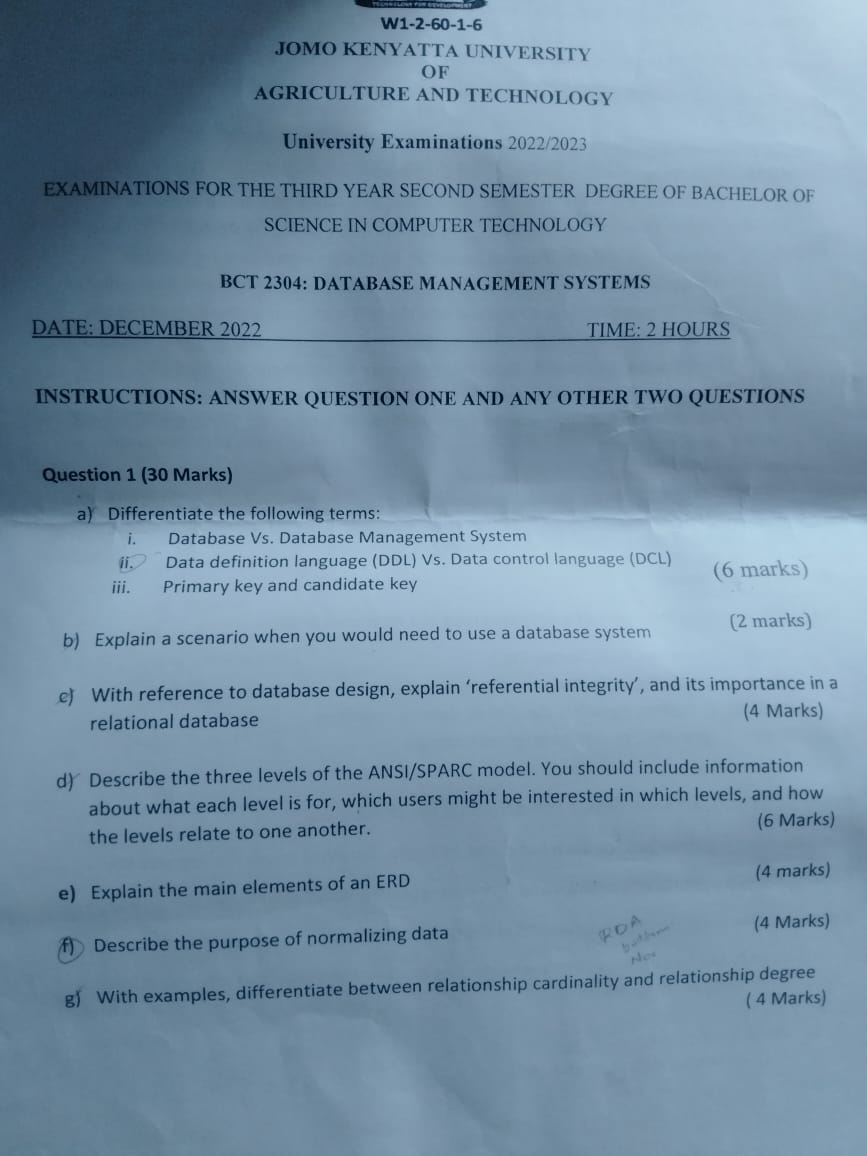 TECHNOLOGY FOR DEVELOPMENT
W1-2-60-1-6
JOMO KENYATTA UNIVERSITY
OF
AGRICULTURE AND TECHNOLOGY
University Examinations 2022/2023
EXAMINATIONS FOR THE THIRD YEAR SECOND SEMESTER DEGREE OF BACHELOR OF
SCIENCE IN COMPUTER TECHNOLOGY
BCT 2304: DATABASE MANAGEMENT SYSTEMS
DATE: DECEMBER 2022 TIME: 2 HOURS
INSTRUCTIONS: ANSWER QUESTION ONE AND ANY OTHER TWO QUESTIONS
Question 1 (30 Marks)
a) Differentiate the following terms:
i. Database Vs. Database Management System
ii. Data definition language (DDL) Vs. Data control language (DCL)
iii. Primary key and candidate key (6 marks)
b) Explain a scenario when you would need to use a database system (2 marks)
c) With reference to database design, explain ‘referential integrity’, and its importance in a
relational database (4 Marks)
d) Describe the three levels of the ANSI/SPARC model. You should include information
about what each level is for, which users might be interested in which levels, and how
the levels relate to one another. (6 Marks)
e) Explain the main elements of an ERD (4 marks)
f) Describe the purpose of normalizing data (4 Marks)
g) With examples, differentiate between relationship cardinality and relationship degree
( 4 Marks)